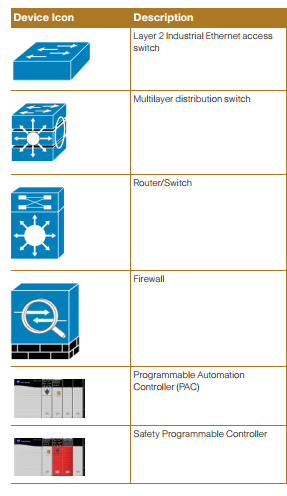 Device Icon Description
Layer 2 Industrial Ethernet access
switch
Multilayer distribution switch
Router/Switch
Firewall
Programmable Automation
Controller (PAC)
Safety Programmable Controller